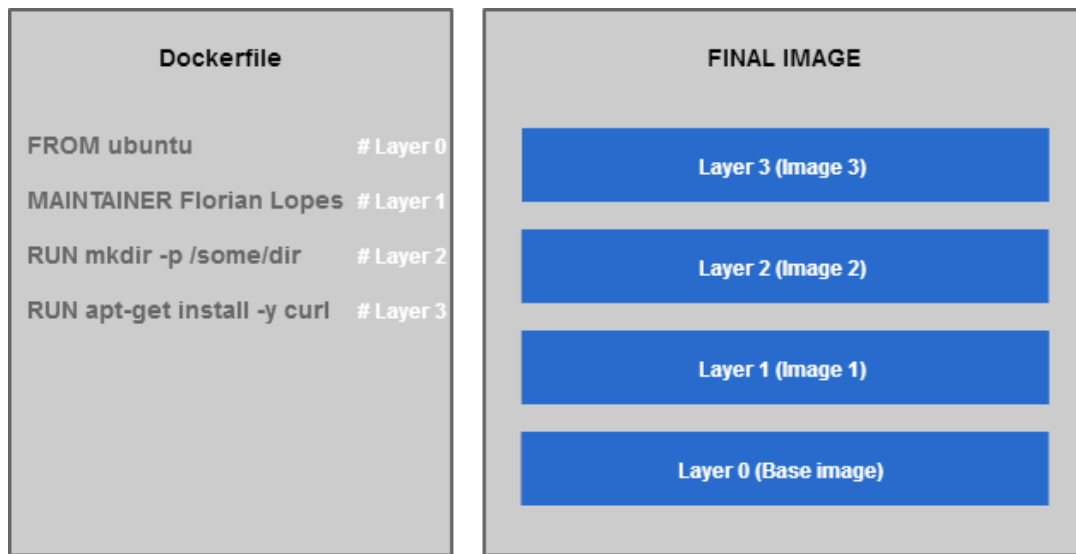 Dockerfile
FROM ubuntu # Layer 0
MAINTAINER Florian Lopes # Layer 1
RUN mkdir -p /some/dir # Layer 2
RUN apt-get install -y curl # Layer 3
FINAL IMAGE
Layer 3 (Image 3)
Layer 2 (Image 2)
Layer 1 (Image 1)
Layer 0 (Base image)